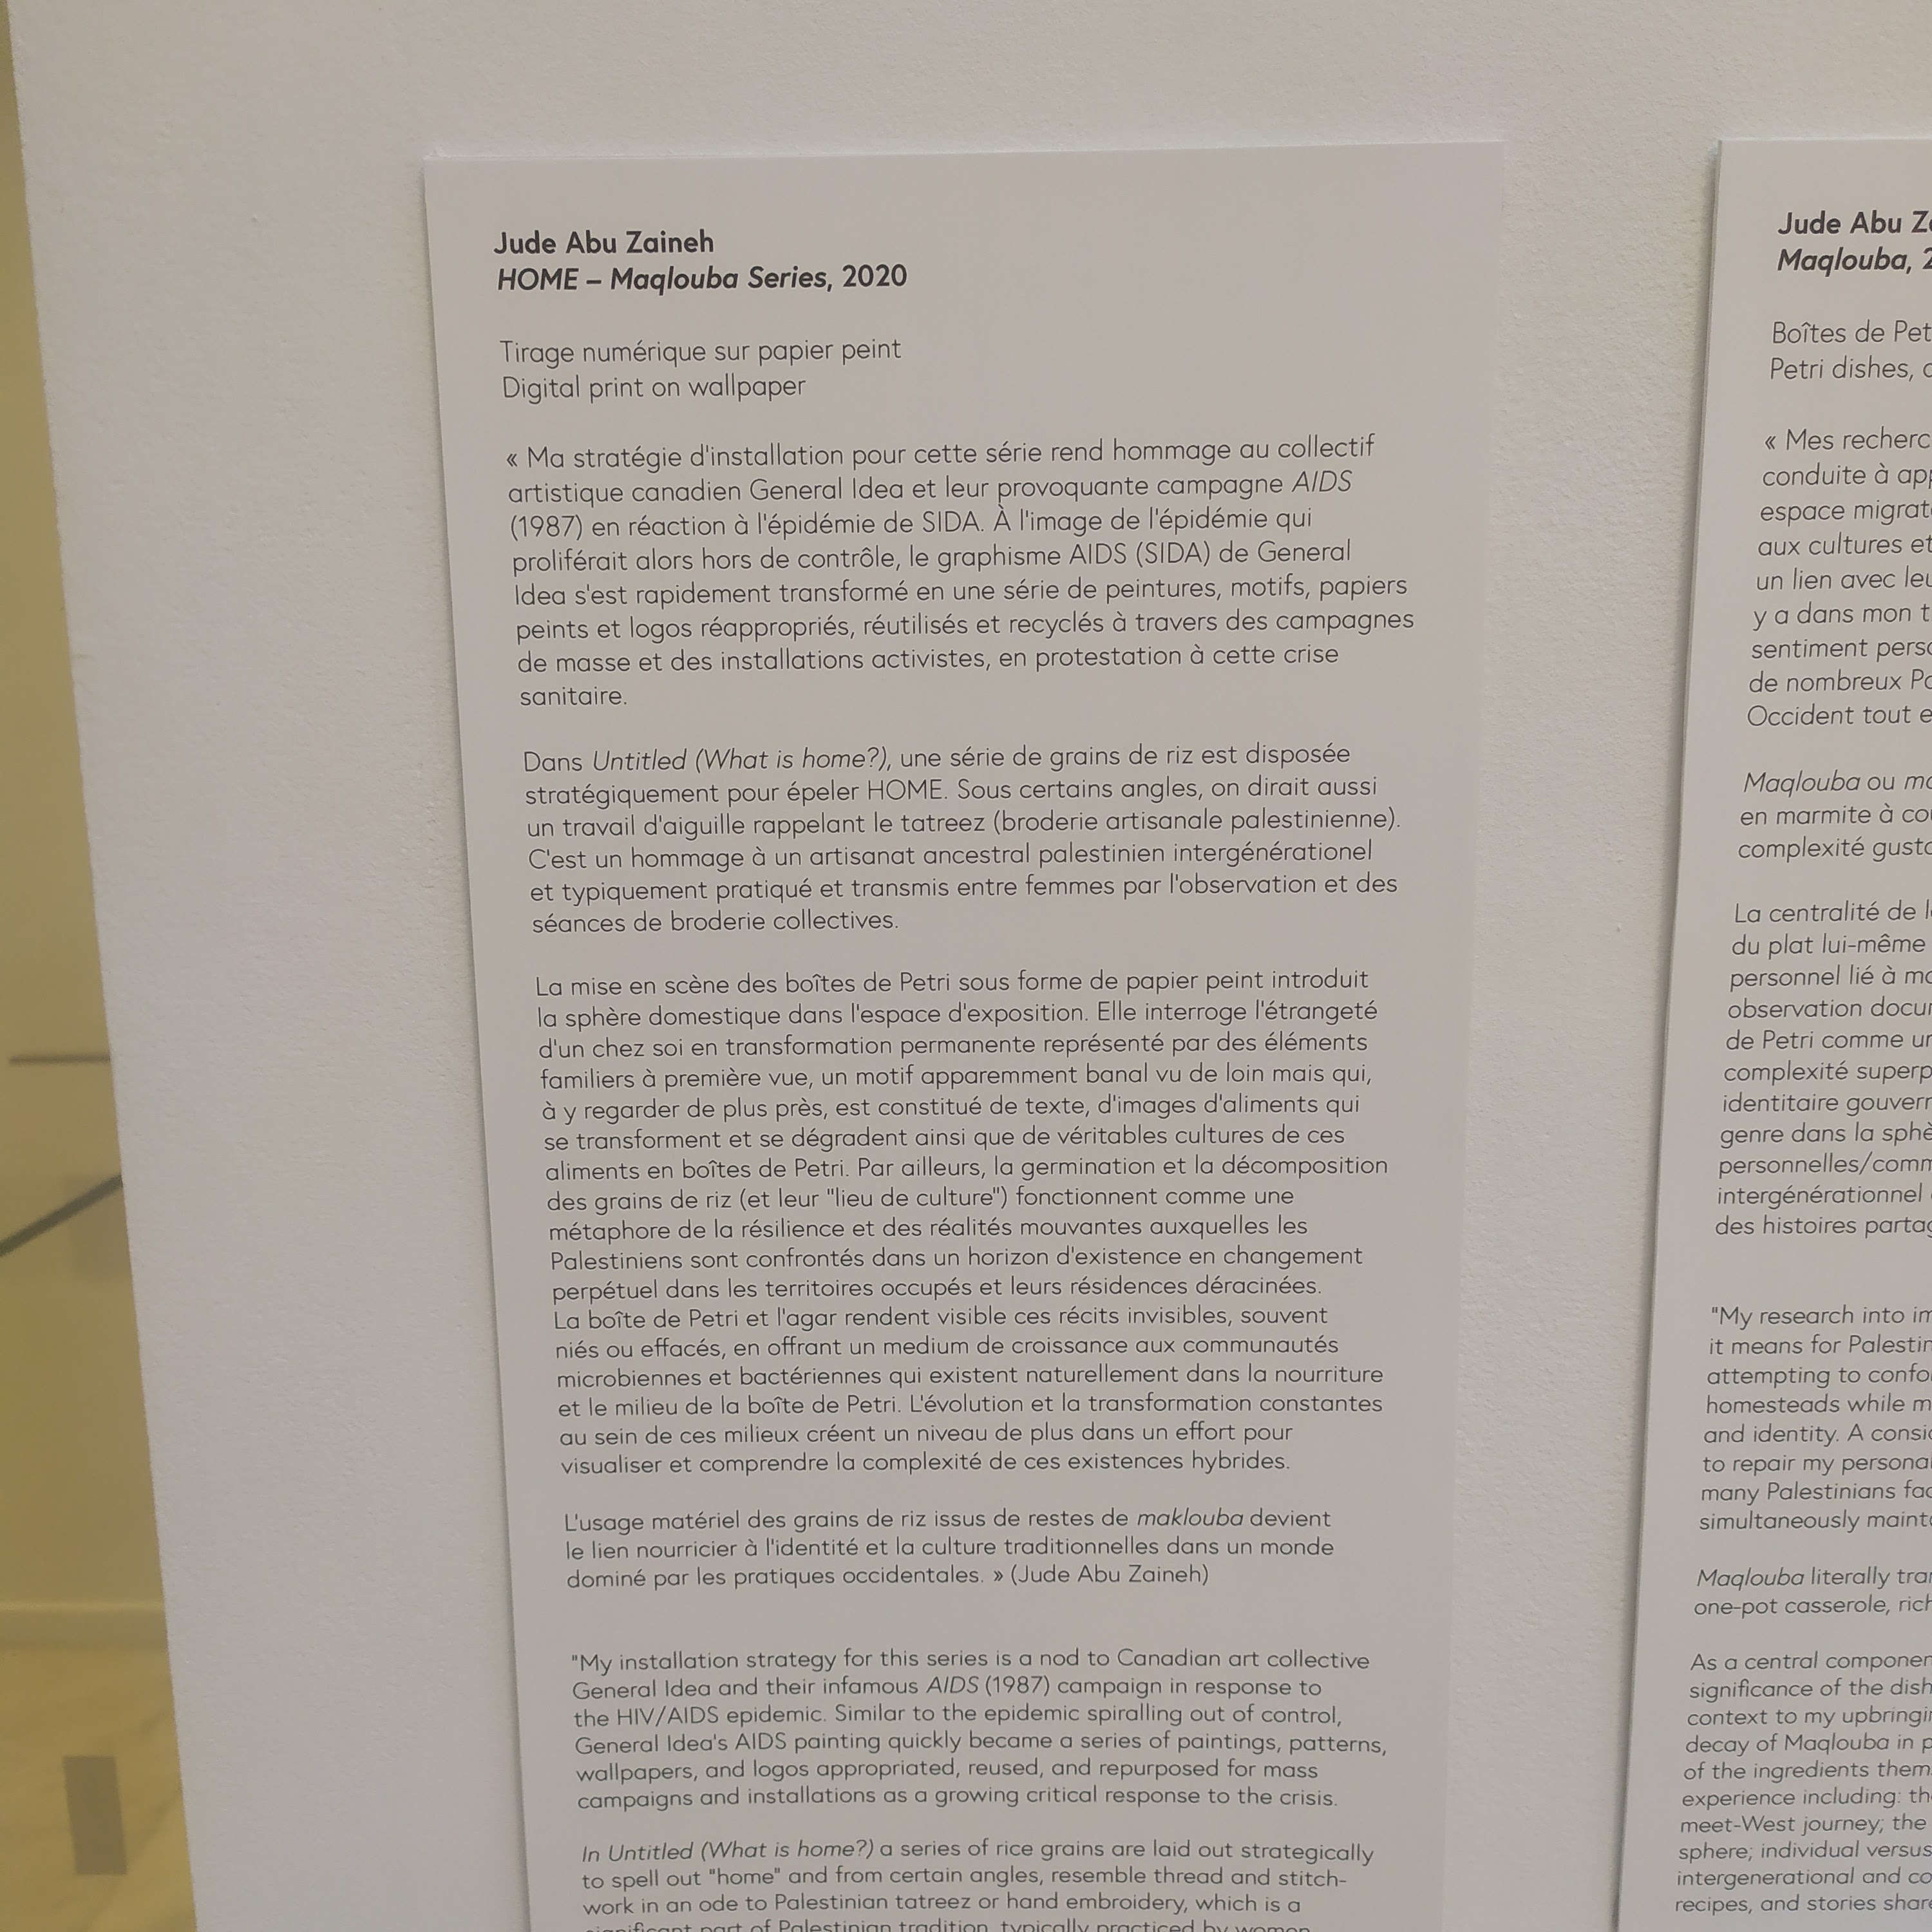 Jude Abu Zaineh
HOME – Maqlouba Series, 2020
Tirage numérique sur papier peint
Digital print on wallpaper
« Ma stratégie d'installation pour cette série rend hommage au collectif
artistique canadien General Idea et leur provoquante campagne AIDS
(1987) en réaction à l'épidémie de SIDA. À l'image de l'épidémie qui
proliférait alors hors de contrôle, le graphisme AIDS (SIDA) de General
Idea s'est rapidement transformé en une série de peintures, motifs, papiers
peints et logos réappropriés, réutilisés et recyclés à travers des campagnes
de masse et des installations activistes, en protestation à cette crise
sanitaire.
Dans Untitled (What is home?), une série de grains de riz est disposée
stratégiquement pour épeler HOME. Sous certains angles, on dirait aussi
un travail d'aiguille rappelant le tatreez (broderie artisanale palestinienne).
C'est un hommage à un artisanat ancestral palestinien intergénérationel
et typiquement pratiqué et transmis entre femmes par l'observation et des
séances de broderie collectives.
La mise en scène des boîtes de Petri sous forme de papier peint introduit
la sphère domestique dans l'espace d'exposition. Elle interroge l'étrangeté
d'un chez soi en transformation permanente représenté par des éléments
familiers à première vue, un motif apparemment banal vu de loin mais qui,
à y regarder de plus près, est constitué de texte, d'images d'aliments qui
se transforment et se dégradent ainsi que de véritables cultures de ces
aliments en boîtes de Petri. Par ailleurs, la germination et la décomposition
des grains de riz (et leur "lieu de culture") fonctionnent comme une
métaphore de la résilience et des réalités mouvantes auxquelles les
Palestiniens sont confrontés dans un horizon d'existence en changement
perpétuel dans les territoires occupés et leurs résidences déracinées.
La boîte de Petri et l'agar rendent visible ces récits invisibles, souvent
niés ou effacés, en offrant un medium de croissance aux communautés
microbiennes et bactériennes qui existent naturellement dans la nourriture
et le milieu de la boîte de Petri. L'évolution et la transformation constantes
au sein de ces milieux créent un niveau de plus dans un effort pour
visualiser et comprendre la complexité de ces existences hybrides.
L'usage matériel des grains de riz issus de restes de maklouba devient
le lien nourricier à l'identité et la culture traditionnelles dans un monde
dominé par les pratiques occidentales. » (Jude Abu Zaineh)
"My installation strategy for this series is a nod to Canadian art collective
General Idea and their infamous AIDS (1987) campaign in response to
the HIV/AIDS epidemic. Similar to the epidemic spiralling out of control,
General Idea's AIDS painting quickly became a series of paintings, patterns,
wallpapers, and logos appropriated, reused, and repurposed for mass
campaigns and installations as a growing critical response to the crisis.
In Untitled (What is home?) a series of rice grains are laid out strategically
to spell out "home" and from certain angles, resemble thread and stitch-
work in an ode to Palestinian tatreez or hand embroidery, which is a
significant part of Palestinian tradition, typically practiced by women
Jude Abu
Maqlouba,
Boîtes de
Petri dishes,
« Mes
conduite à
espace
aux cultures et
un lien avec
y a dans mon
sentiment
de nombreux
Occident tout
Maqlouba ou
en marmite à
complexité
La centralité de
du plat lui-même
personnel lié à
observation
de Petri comme
complexité
identitaire
genre dans la
personnelles/
intergénérationnel
des histoires
"My research into
it means for
attempting to
homesteads while
and identity. A
to repair my
many Palestinians
simultaneously
Maqlouba literally
one-pot casserole,
As a central
significance of the
context to my
decay of Maqlouba in
of the ingredients
experience including:
meet-West journey; the
sphere; individual versus
intergenerational and
recipes, and stories